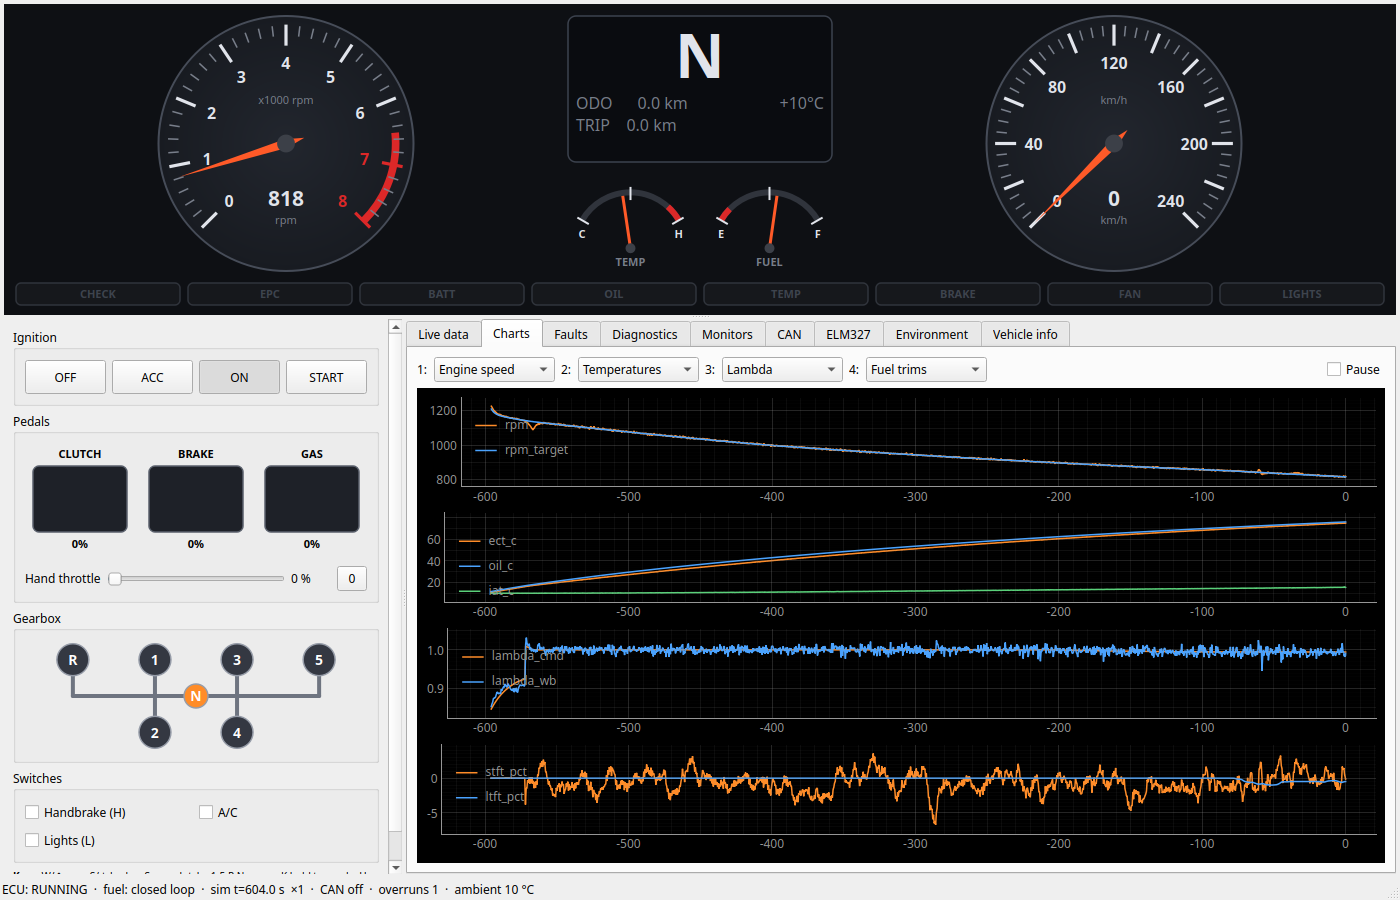 0 1 2 3 4 5 6 7 8
x1000 rpm
818
rpm
N
ODO 0.0 km +10°C
TRIP 0.0 km
C H
TEMP
E F
FUEL
0 40 80 120 160 200 240
km/h
0
km/h
CHECK EPC BATT OIL TEMP BRAKE FAN LIGHTS
Ignition
OFF ACC ON START
Pedals
CLUTCH BRAKE GAS
0% 0% 0%
Hand throttle 0 % 0
Gearbox
R 1 3 5
N
2 4
Switches
Handbrake (H) A/C
Lights (L)
Live data Charts Faults Diagnostics Monitors CAN ELM327 Environment Vehicle info
1: Engine speed 2: Temperatures 3: Lambda 4: Fuel trims Pause
1200
1000
800
rpm
rpm_target
-600 -500 -400 -300 -200 -100 0
60
40
20
ect_c
oil_c
iat_c
-600 -500 -400 -300 -200 -100 0
1.0
0.9
lambda_cmd
lambda_wb
-600 -500 -400 -300 -200 -100 0
0
-5
stft_pct
ltft_pct
-600 -500 -400 -300 -200 -100 0
ECU: RUNNING · fuel: closed loop · sim t=604.0 s ×1 · CAN off · overruns 1 · ambient 10 °C